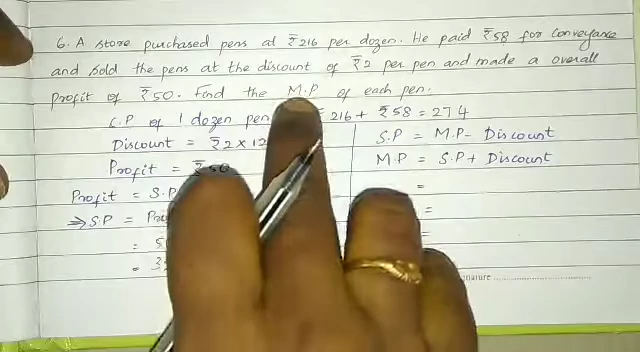 6. A store purchased pens at ₹216 per dozen. He paid ₹58 for conveyance
and sold the pens at the discount of ₹2 per pen and made a overall
profit of ₹50. Find the M.P of each pen.
C.P of 1 dozen pen 216 + ₹58 = 274
Discount = ₹2 × 12
Profit = ₹50
Profit = S.P
⇒ S.P =
=
=
S.P = M.P - Discount
M.P = S.P + Discount
=
=
=